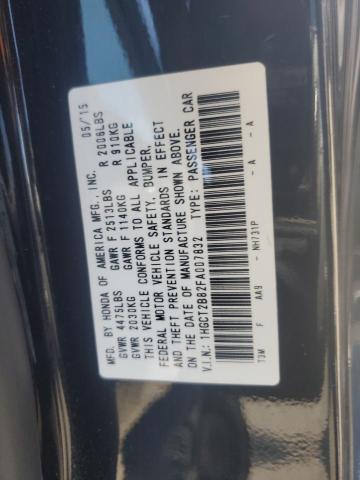 MFD. BY HONDA OF AMERICA MFG., INC. 05/'15
GVWR 4475LBS GAWR F 2513LBS R 2006LBS
GVWR 2030KG GAWR F 1140KG R 910KG
THIS VEHICLE CONFORMS TO ALL APPLICABLE
FEDERAL MOTOR VEHICLE SAFETY, BUMPER,
AND THEFT PREVENTION STANDARDS IN EFFECT
ON THE DATE OF MANUFACTURE SHOWN ABOVE.
V.I.N.: 1HGCT2B82FA007832 TYPE: PASSENGER CAR
T3M F AA9 - NH731P - A - A